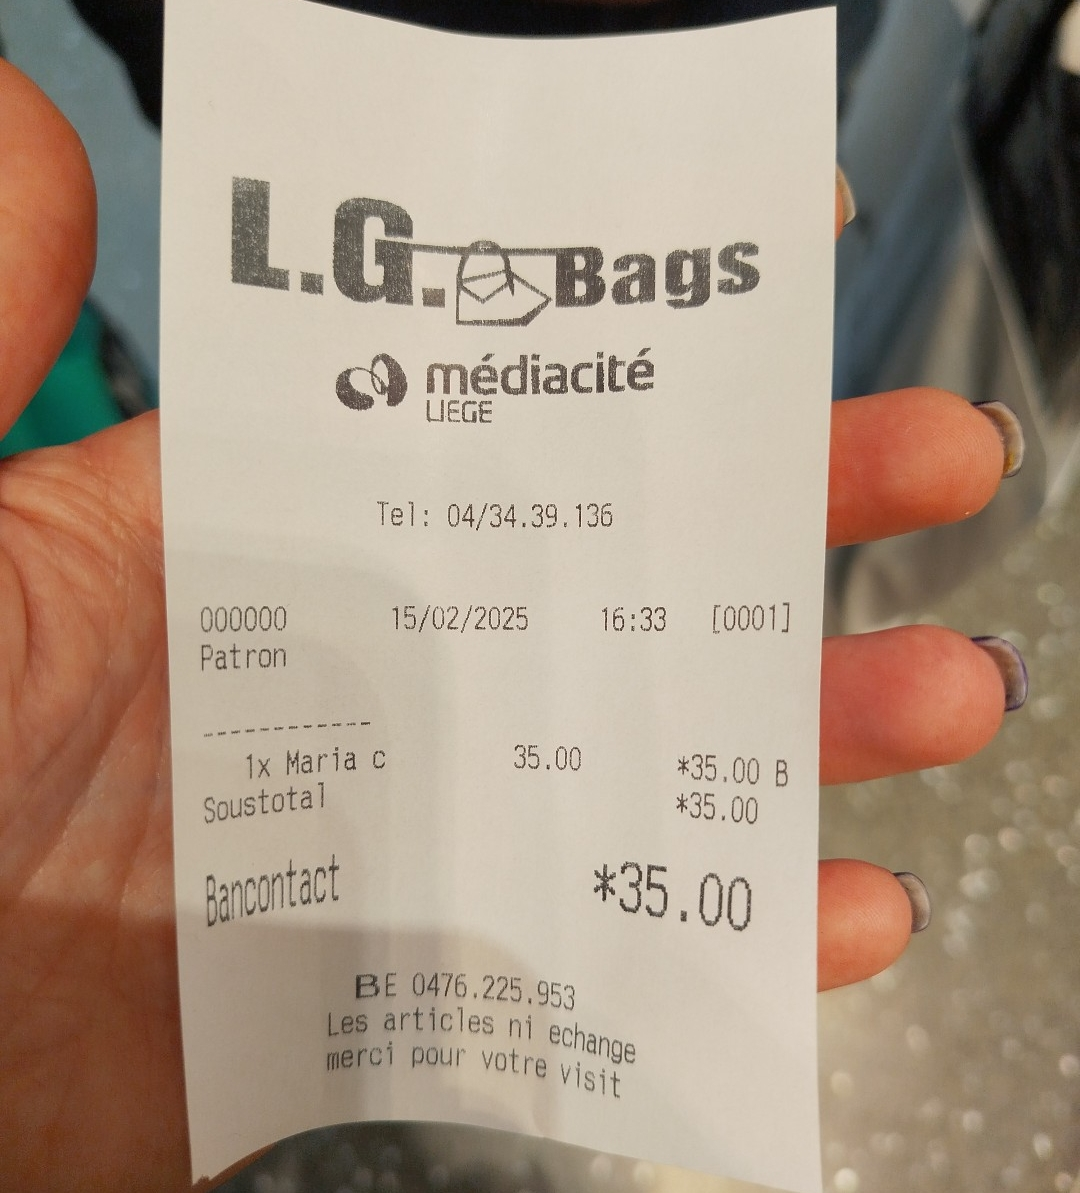 L.G. Bags
médiacité
LIEGE
Tel: 04/34.39.136
000000 15/02/2025 16:33 [0001]
Patron
------------
1x Maria c 35.00 *35.00 B
Soustotal *35.00
Bancontact *35.00
BE 0476.225.953
Les articles ni echange
merci pour votre visit